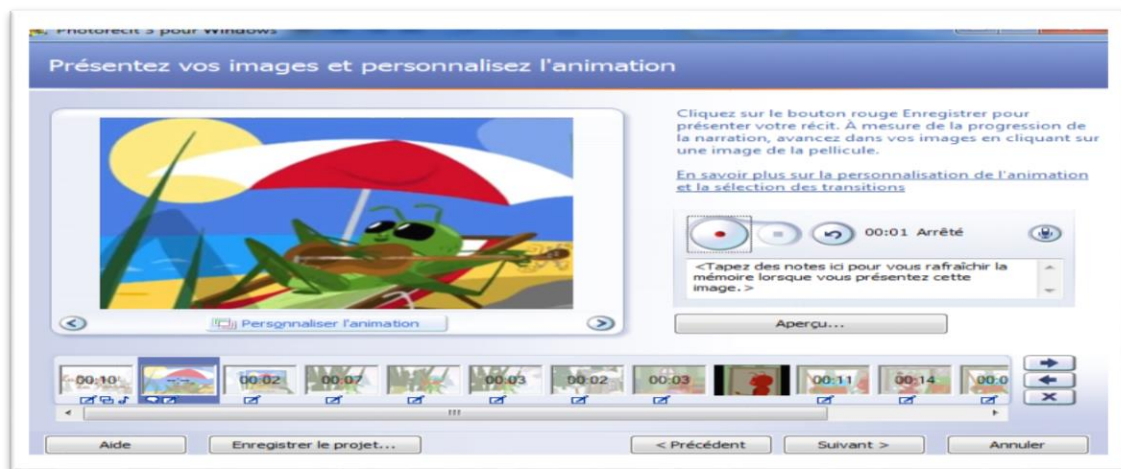 Photorécit 3 pour Windows
Présentez vos images et personnalisez l'animation
Cliquez sur le bouton rouge Enregistrer pour
présenter votre récit. À mesure de la progression de
la narration, avancez dans vos images en cliquant sur
une image de la pellicule.
En savoir plus sur la personnalisation de l'animation
et la sélection des transitions
00:01 Arrêté
<Tapez des notes ici pour vous rafraîchir la
mémoire lorsque vous présentez cette
image.>
Personnaliser l'animation
Aperçu...
00:10 00:02 00:07 00:03 00:02 00:03 00:11 00:14 00:0
Aide Enregistrer le projet... < Précédent Suivant > Annuler